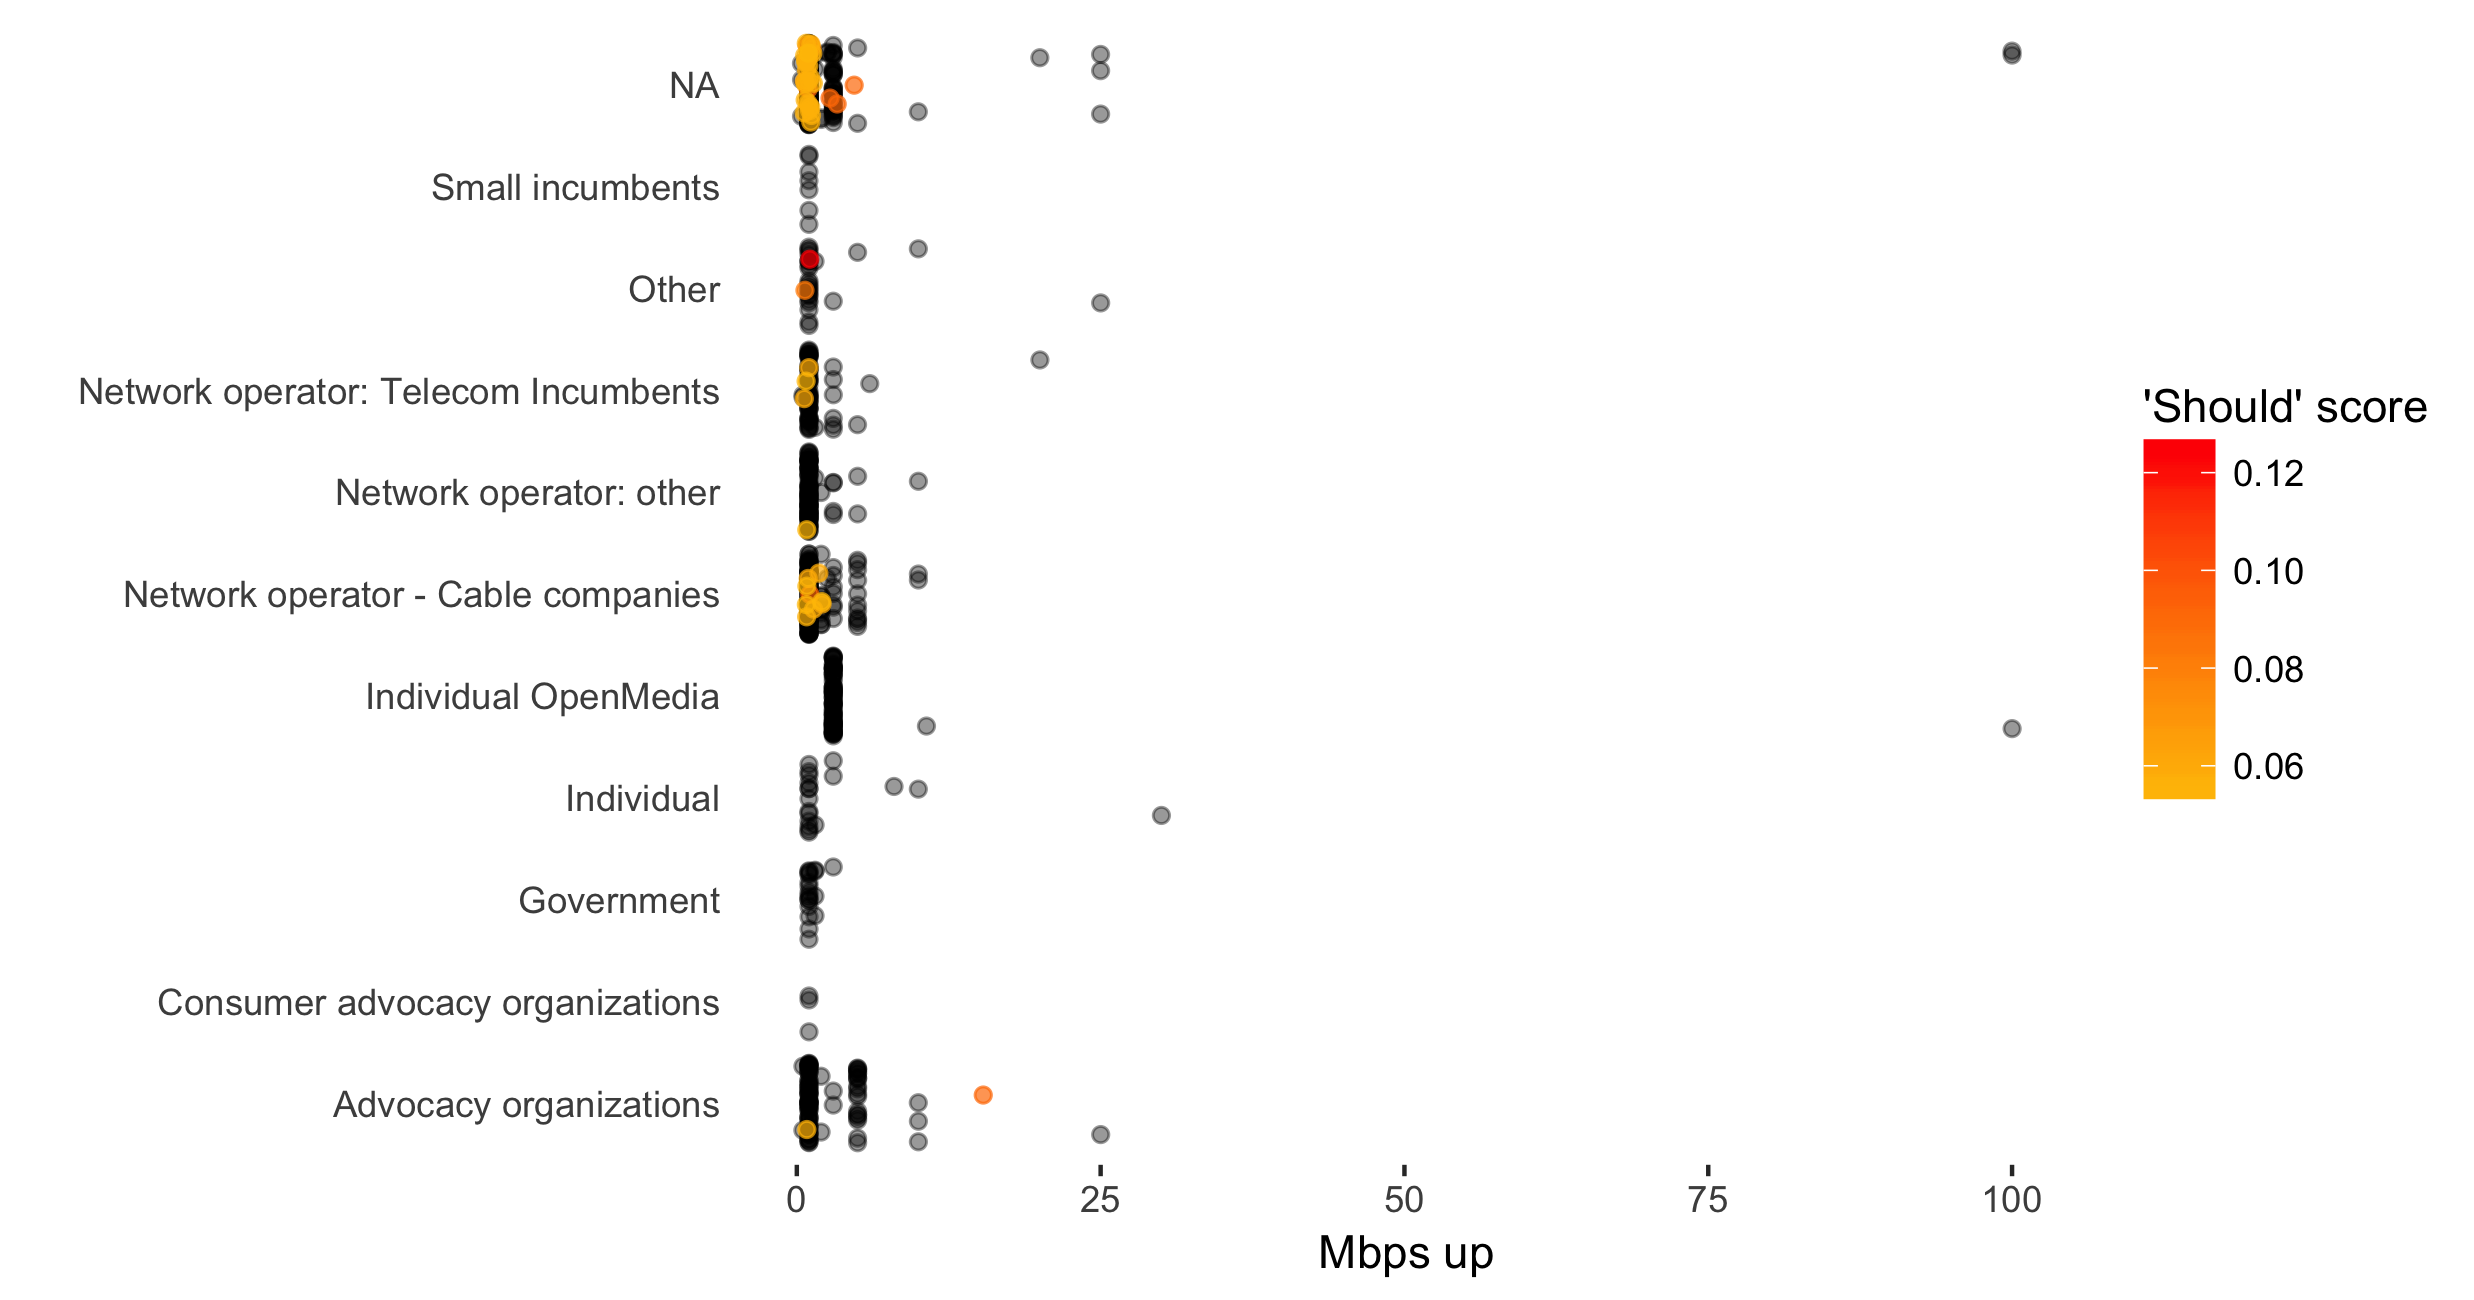 NA
Small incumbents
Other
Network operator: Telecom Incumbents
Network operator: other
Network operator - Cable companies
Individual OpenMedia
Individual
Government
Consumer advocacy organizations
Advocacy organizations
0 25 50 75 100
Mbps up
'Should' score
0.12
0.10
0.08
0.06